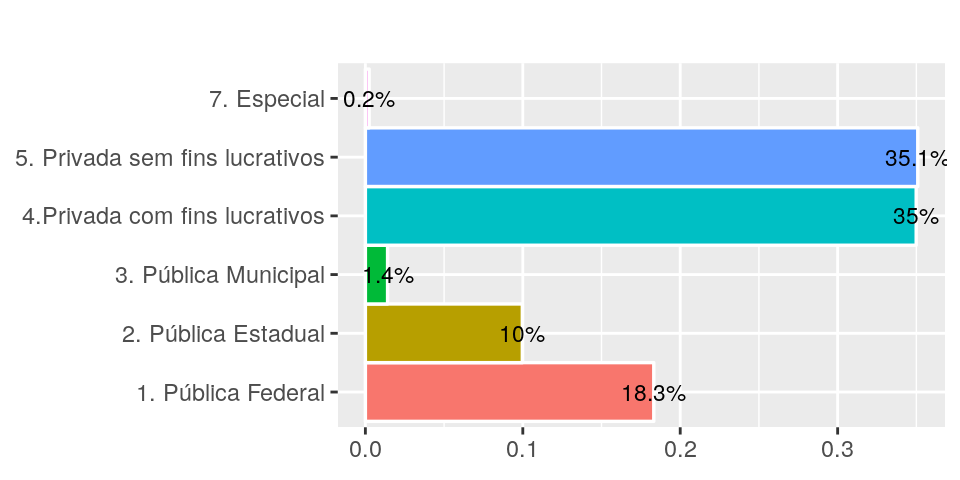 7. Especial
0.2%
5. Privada sem fins lucrativos
35.1%
4.Privada com fins lucrativos
35%
3. Pública Municipal
1.4%
2. Pública Estadual
10%
1. Pública Federal
18.3%
0.0 0.1 0.2 0.3